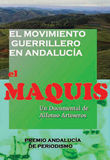 EL MOVIMIENTO
GUERRILLERO
EN ANDALUCÍA
el
MAQUIS
Un Documental de
Alfonso Arteseros
PREMIO ANDALUCÍA
DE PERIODISMO